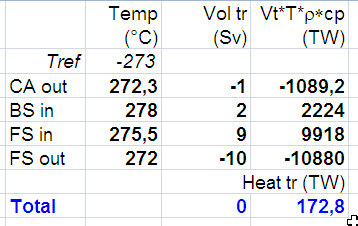 Temp Vol tr Vt*T*ρ*cp
(°C) (Sv) (TW)
Tref -273
CA out 272,3 -1 -1089,2
BS in 278 2 2224
FS in 275,5 9 9918
FS out 272 -10 -10880
Heat tr (TW)
Total 0 172,8